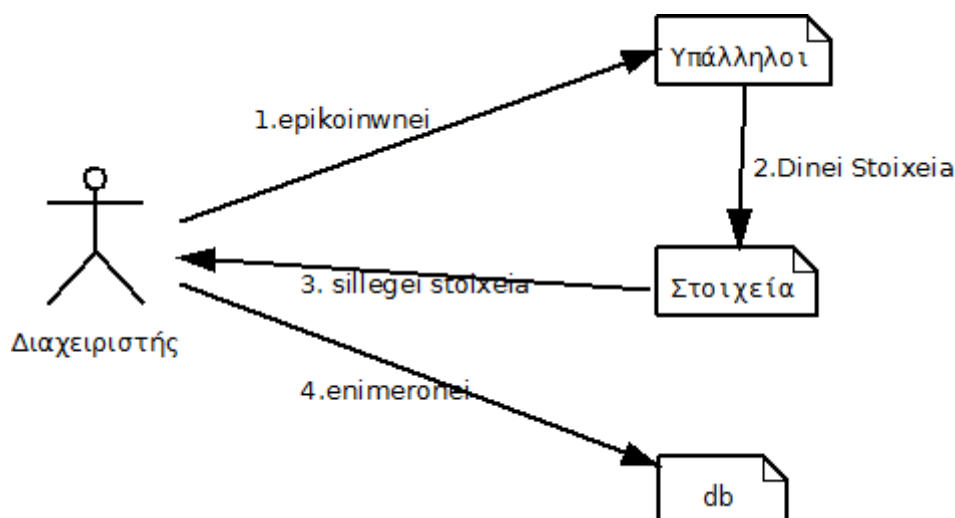 Υπάλληλοι
1.epikoinwnei
2.Dinei Stoixeia
3. sillegei stoixeia
Στοιχεία
Διαχειριστής
4.enimeronei
db